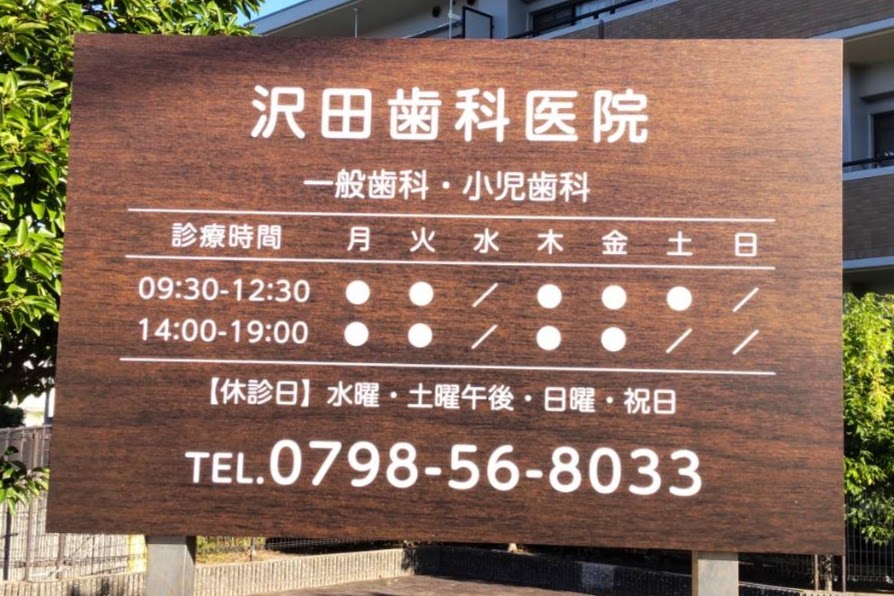 沢田歯科医院
一般歯科・小児歯科
診療時間 月 火 水 木 金 土 日
09:30-12:30 ● ● ／ ● ● ● ／
14:00-19:00 ● ● ／ ● ● ／ ／
【休診日】水曜・土曜午後・日曜・祝日
TEL.0798-56-8033